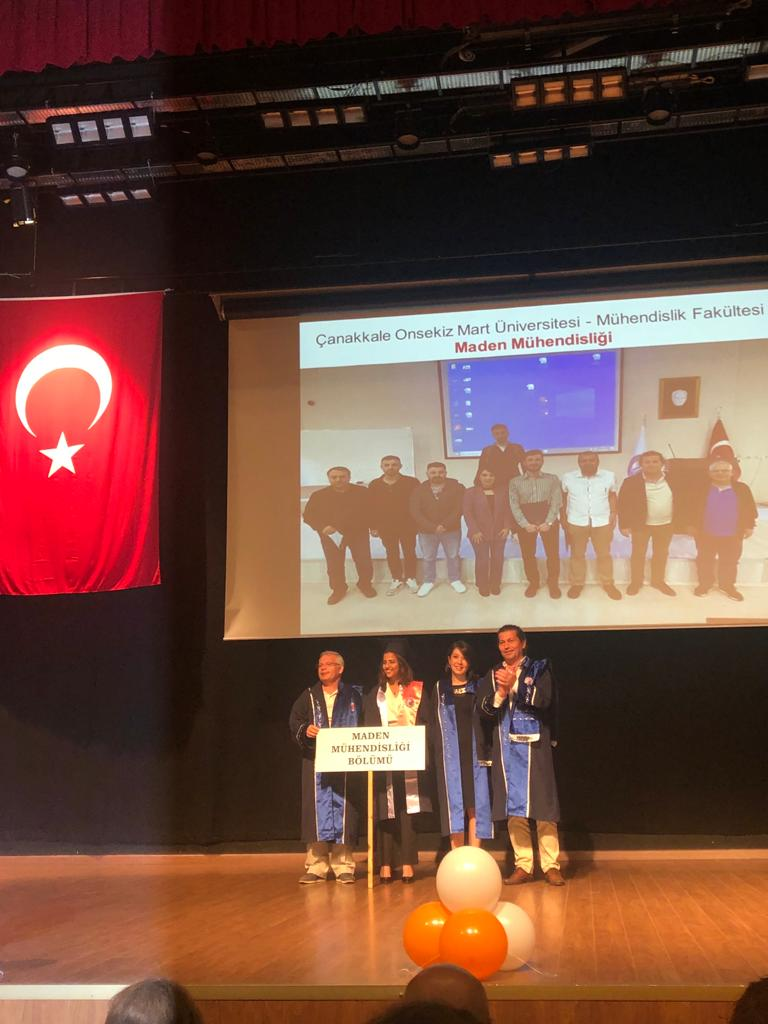 Çanakkale Onsekiz Mart Üniversitesi - Mühendislik Fakültesi
Maden Mühendisliği
MADEN
MÜHENDİSLİĞİ
BÖLÜMÜ